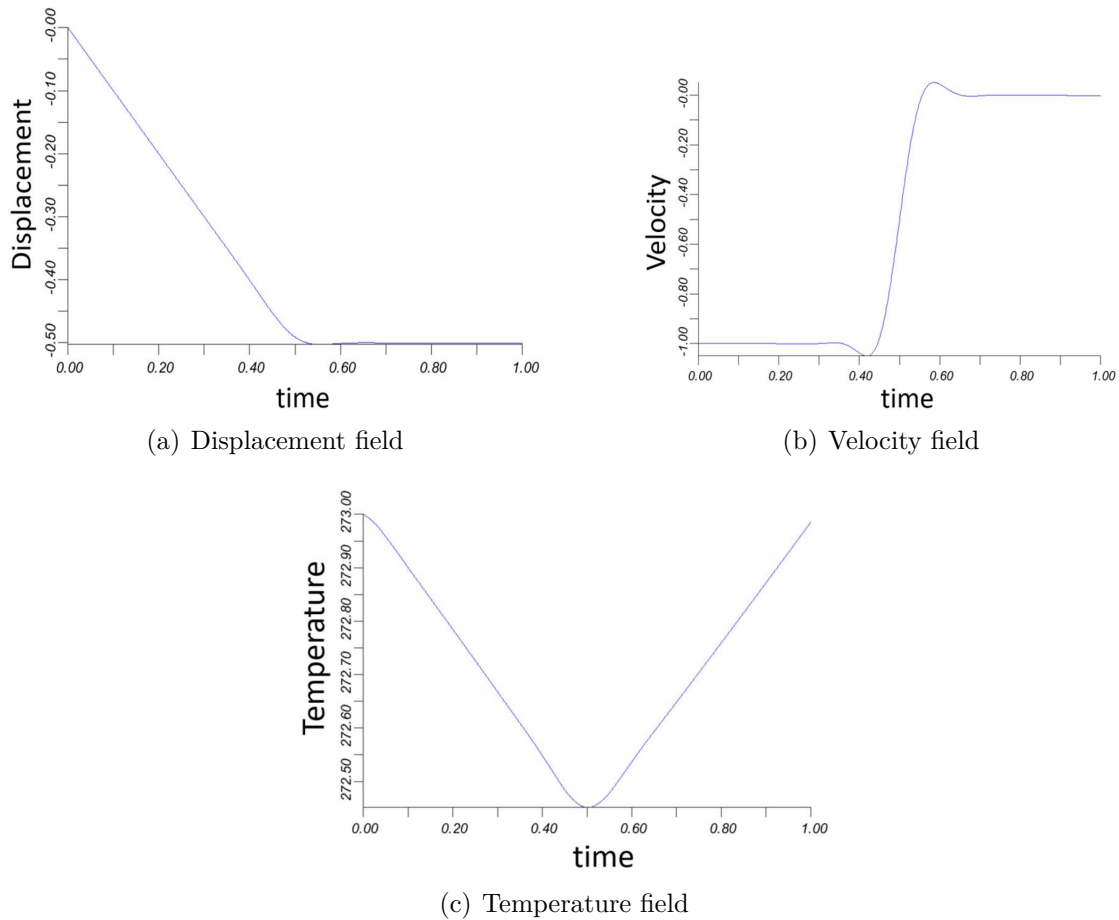 Displacement
-0.00
-0.10
-0.20
-0.30
-0.40
-0.50
0.00 0.20 0.40 0.60 0.80 1.00
time
(a) Displacement field
Velocity
-0.00
-0.20
-0.40
-0.60
-0.80
-1.00
0.00 0.20 0.40 0.60 0.80 1.00
time
(b) Velocity field
Temperature
273.00
272.90
272.80
272.70
272.60
272.50
0.00 0.20 0.40 0.60 0.80 1.00
time
(c) Temperature field